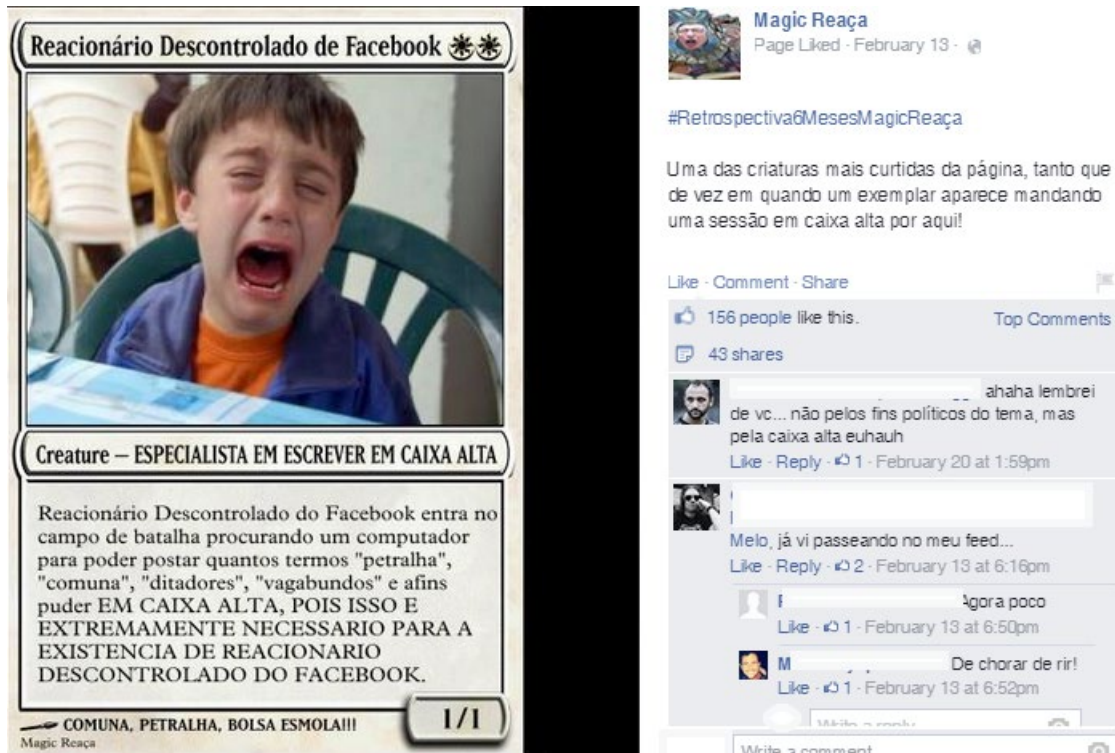 Reacionário Descontrolado de Facebook
Creature – ESPECIALISTA EM ESCREVER EM CAIXA ALTA
Reacionário Descontrolado do Facebook entra no
campo de batalha procurando um computador
para poder postar quantos termos "petralha",
"comuna", "ditadores", "vagabundos" e afins
puder EM CAIXA ALTA, POIS ISSO E
EXTREMAMENTE NECESSARIO PARA A
EXISTENCIA DE REACIONARIO
DESCONTROLADO DO FACEBOOK.
COMUNA, PETRALHA, BOLSA ESMOLA!!!
Magic Reaça
1/1
Magic Reaça
Page Liked · February 13 ·
#Retrospectiva6MesesMagicReaça
Uma das criaturas mais curtidas da página, tanto que
de vez em quando um exemplar aparece mandando
uma sessão em caixa alta por aqui!
Like · Comment · Share
156 people like this.
Top Comments
43 shares
ahaha lembrei
de vc... não pelos fins políticos do tema, mas
pela caixa alta euhauh
Like · Reply · 1 · February 20 at 1:59pm
Melo, já vi passeando no meu feed...
Like · Reply · 2 · February 13 at 6:16pm
Agora poco
Like · 1 · February 13 at 6:50pm
M
De chorar de rir!
Like · 1 · February 13 at 6:52pm
Write a reply
Write a comment